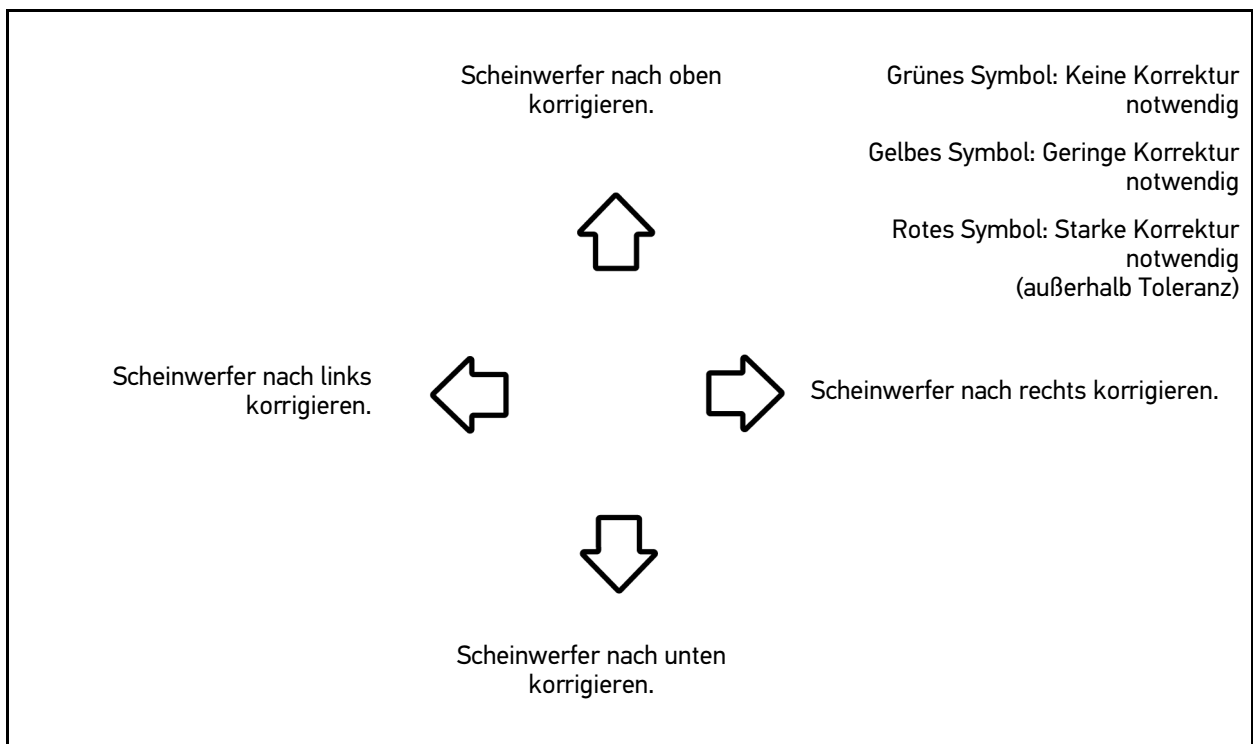 Scheinwerfer nach oben
korrigieren.
Grünes Symbol: Keine Korrektur
notwendig
Gelbes Symbol: Geringe Korrektur
notwendig
Rotes Symbol: Starke Korrektur
notwendig
(außerhalb Toleranz)
Scheinwerfer nach links
korrigieren.
Scheinwerfer nach rechts korrigieren.
Scheinwerfer nach unten
korrigieren.